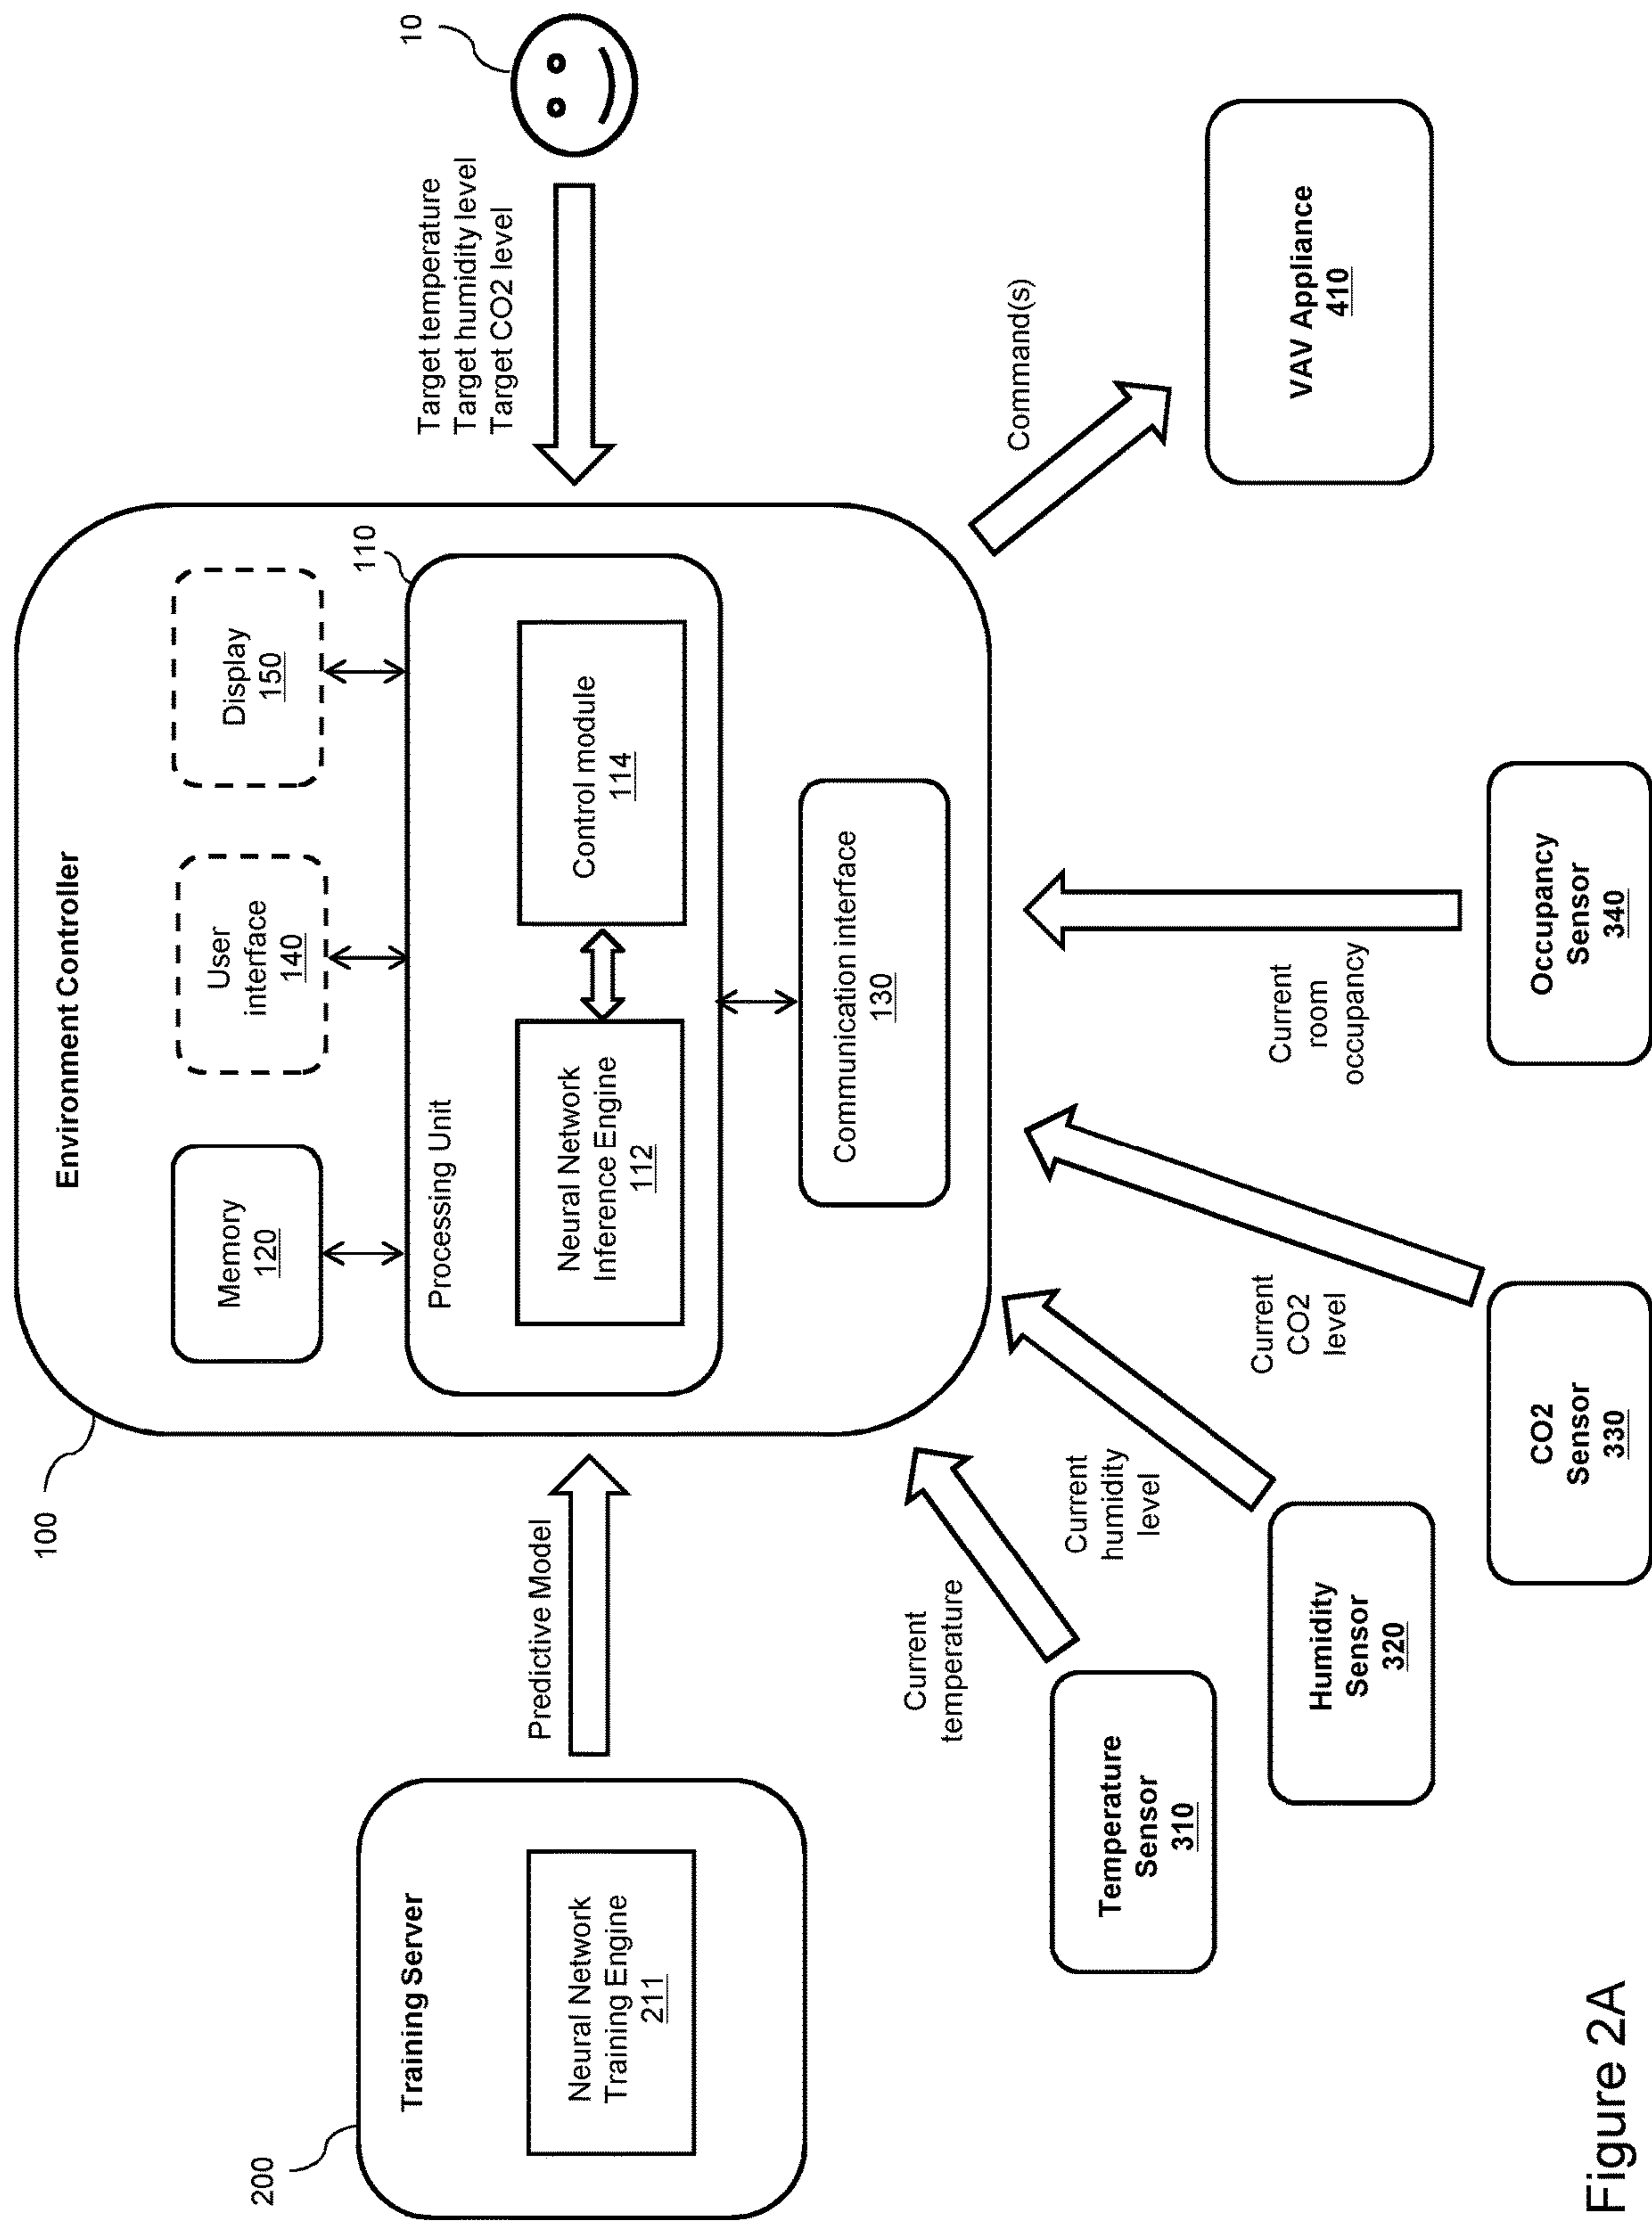 200
Training Server
Neural Network
Training Engine
211
Predictive Model
100
Environment Controller
Memory
120
User
interface
140
Display
150
110
Processing Unit
Neural Network
Inference Engine
112
Control module
114
Communication interface
130
10
Target temperature
Target humidity level
Target CO2 level
Current
temperature
Temperature
Sensor
310
Current
humidity
level
Humidity
Sensor
320
Current
CO2
level
CO2
Sensor
330
Current
room
occupancy
Occupancy
Sensor
340
Command(s)
VAV Appliance
410
Figure 2A